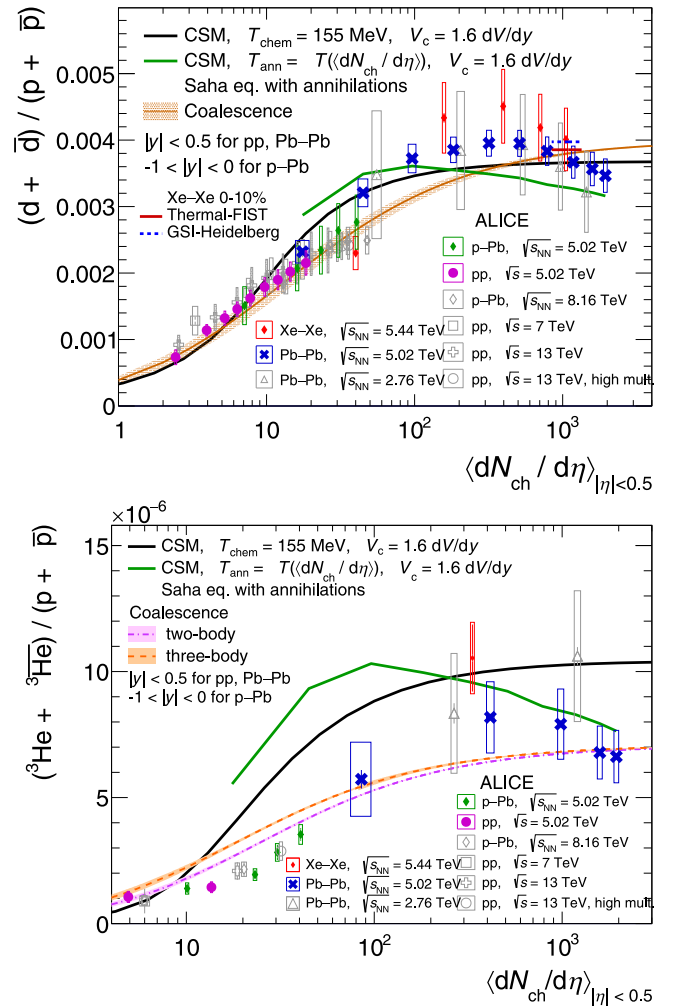 CSM, T_chem = 155 MeV, V_c = 1.6 dV/dy
CSM, T_ann = T(⟨dN_ch / dη⟩), V_c = 1.6 dV/dy
Saha eq. with annihilations
Coalescence
|y| < 0.5 for pp, Pb–Pb
-1 < |y| < 0 for p–Pb
Xe–Xe 0-10%
Thermal-FIST
GSI-Heidelberg
ALICE
p–Pb, √s_NN = 5.02 TeV
pp, √s = 5.02 TeV
p–Pb, √s_NN = 8.16 TeV
Xe–Xe, √s_NN = 5.44 TeV
pp, √s = 7 TeV
Pb–Pb, √s_NN = 5.02 TeV
pp, √s = 13 TeV
Pb–Pb, √s_NN = 2.76 TeV
pp, √s = 13 TeV, high mult.
(d + d̅) / (p + p̅)
0.005
0.004
0.003
0.002
0.001
0
1 10 10² 10³
⟨dN_ch / dη⟩_|η|<0.5
×10⁻⁶
CSM, T_chem = 155 MeV, V_c = 1.6 dV/dy
CSM, T_ann = T(⟨dN_ch / dη⟩), V_c = 1.6 dV/dy
Saha eq. with annihilations
Coalescence
two-body
three-body
|y| < 0.5 for pp, Pb–Pb
-1 < |y| < 0 for p–Pb
ALICE
p–Pb, √s_NN = 5.02 TeV
pp, √s = 5.02 TeV
p–Pb, √s_NN = 8.16 TeV
Xe–Xe, √s_NN = 5.44 TeV
pp, √s = 7 TeV
Pb–Pb, √s_NN = 5.02 TeV
pp, √s = 13 TeV
Pb–Pb, √s_NN = 2.76 TeV
pp, √s = 13 TeV, high mult.
(³He + ³H̅e̅) / (p + p̅)
15
10
5
0
10 10² 10³
⟨dN_ch/dη⟩_|η| < 0.5